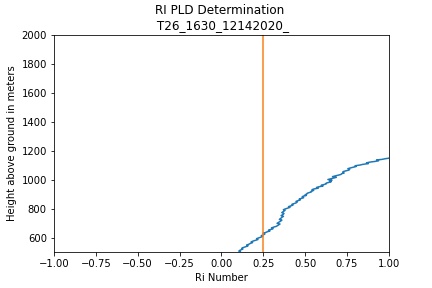 RI PLD Determination
T26_1630_12142020_
Height above ground in meters
2000
1800
1600
1400
1200
1000
800
600
−1.00 −0.75 −0.50 −0.25 0.00 0.25 0.50 0.75 1.00
Ri Number